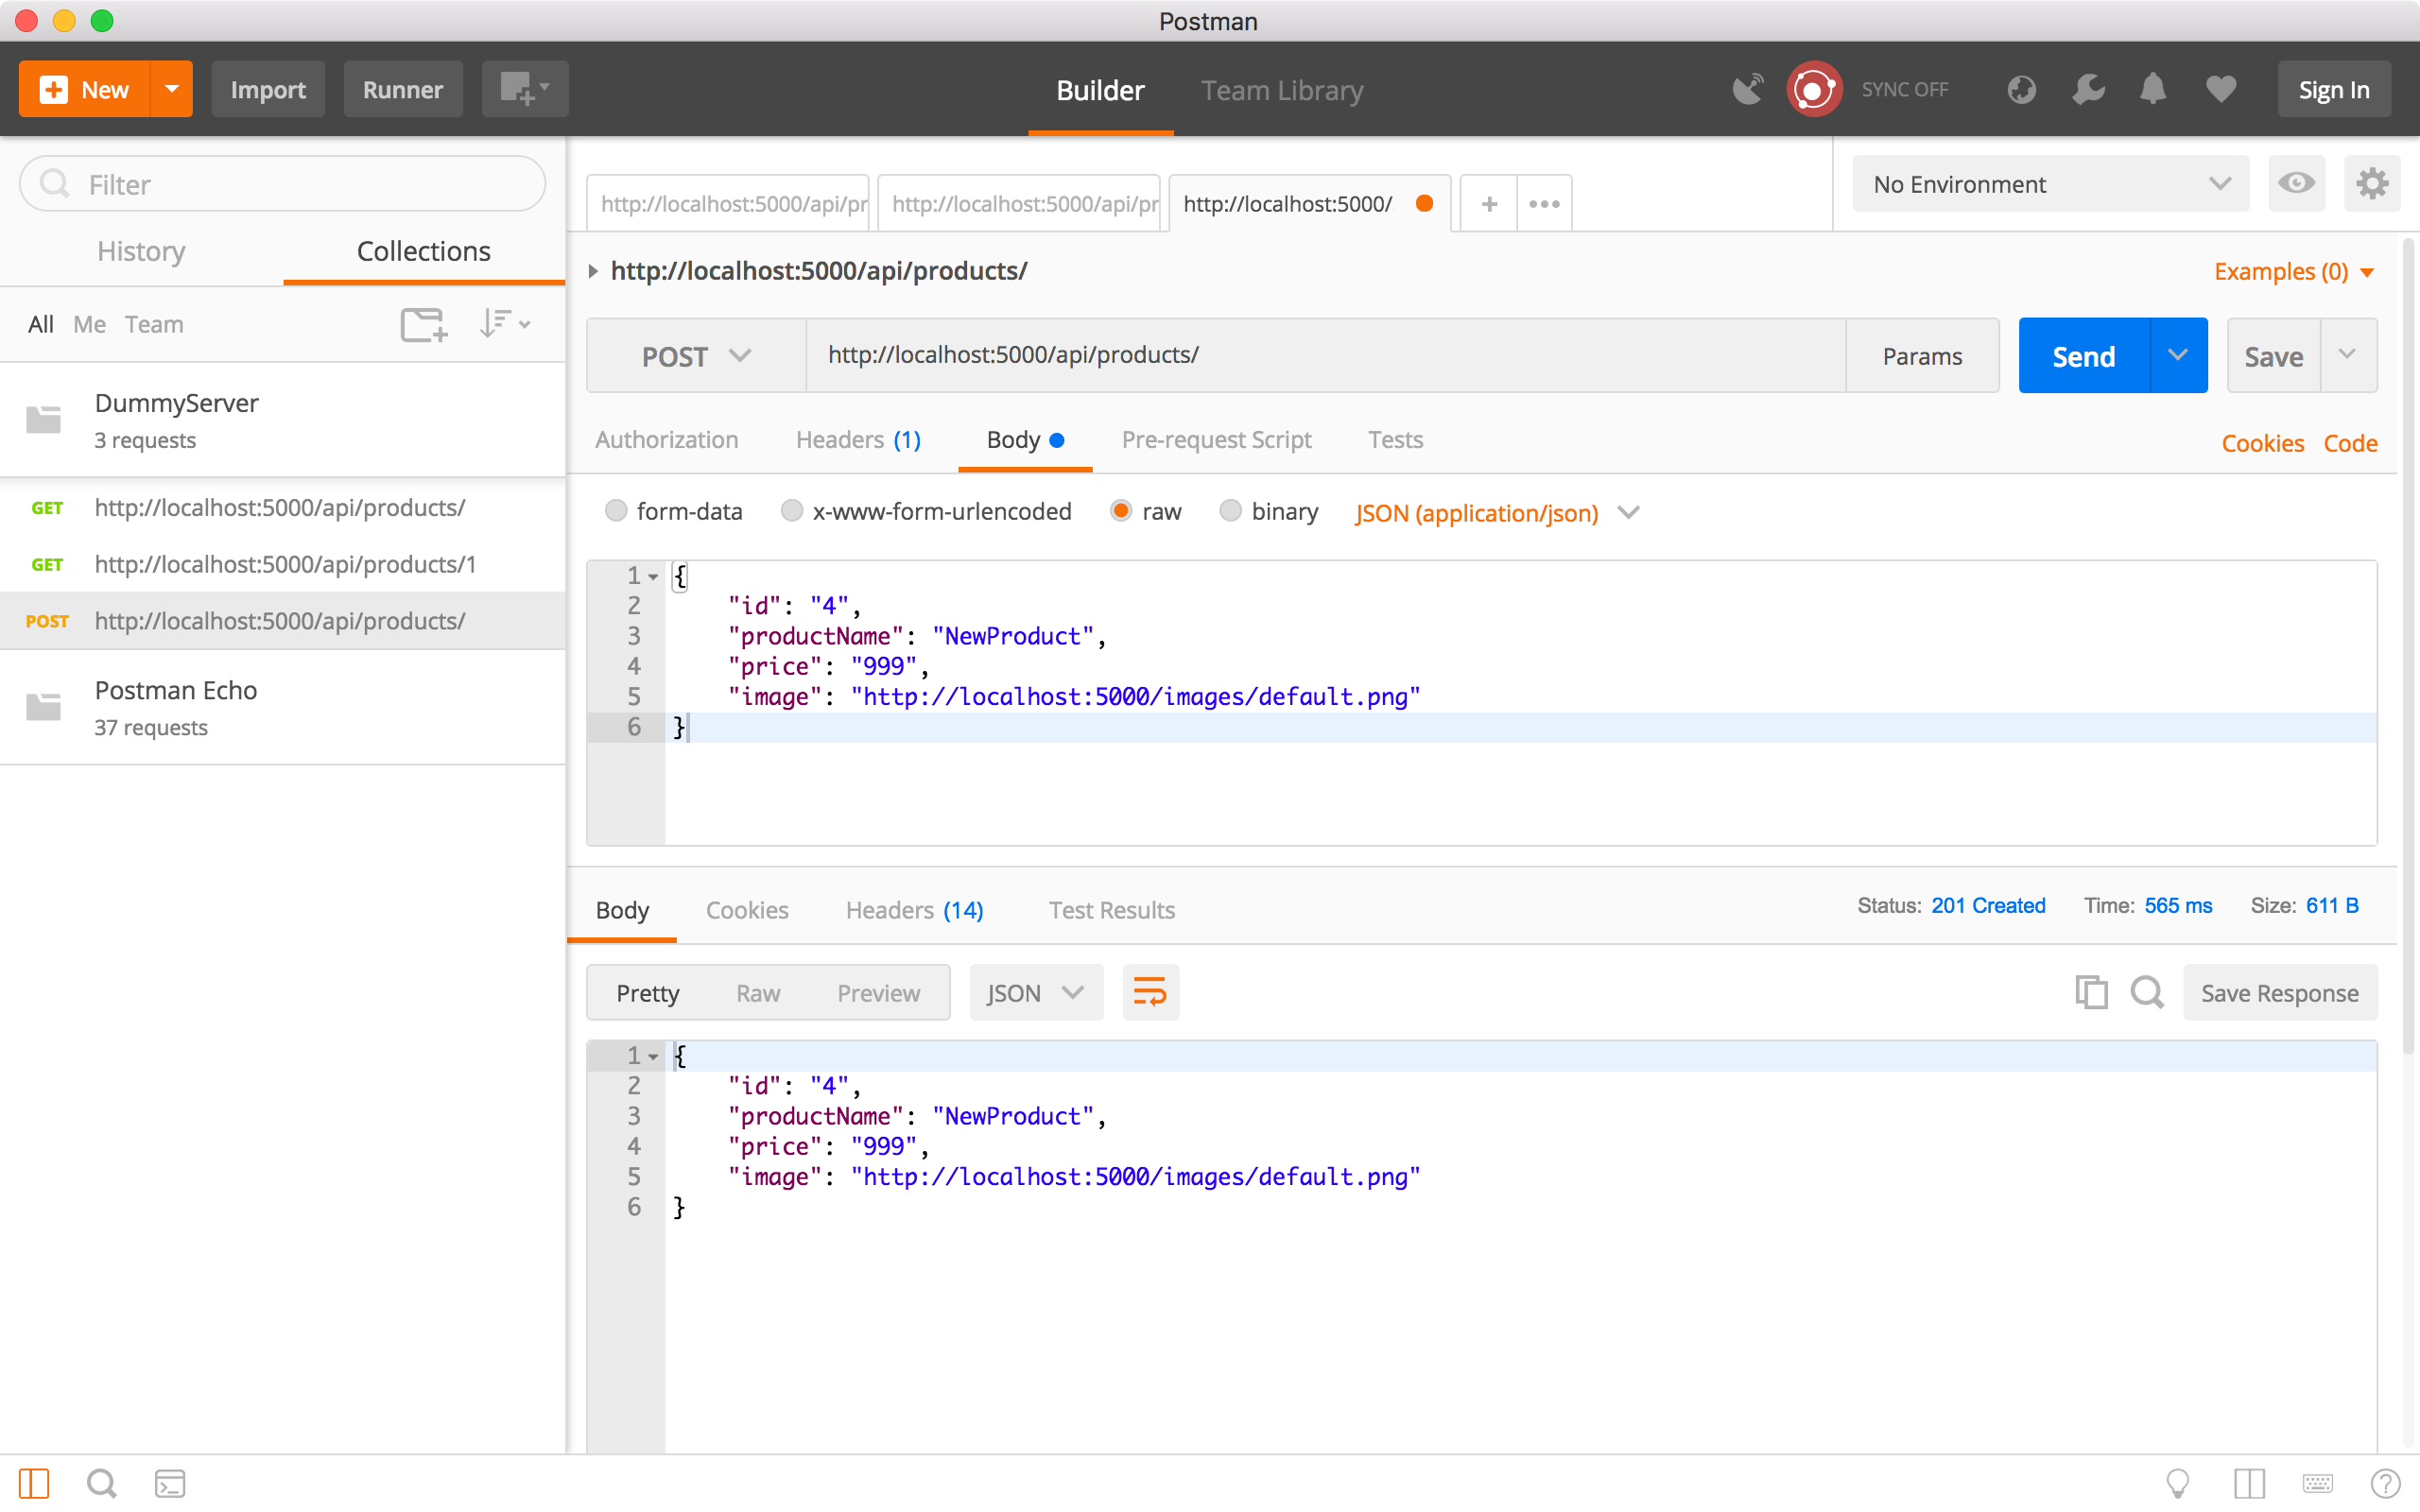 Postman
New
Import
Runner
Builder
Team Library
SYNC OFF
Sign In
Filter
History
Collections
All Me Team
DummyServer
3 requests
GET http://localhost:5000/api/products/
GET http://localhost:5000/api/products/1
POST http://localhost:5000/api/products/
Postman Echo
37 requests
http://localhost:5000/api/pr
http://localhost:5000/api/pr
http://localhost:5000/
No Environment
http://localhost:5000/api/products/
Examples (0)
POST
http://localhost:5000/api/products/
Params
Send
Save
Authorization
Headers (1)
Body
Pre-request Script
Tests
Cookies
Code
form-data
x-www-form-urlencoded
raw
binary
JSON (application/json)
1 {
2 "id": "4",
3 "productName": "NewProduct",
4 "price": "999",
5 "image": "http://localhost:5000/images/default.png"
6 }
Body
Cookies
Headers (14)
Test Results
Status: 201 Created
Time: 565 ms
Size: 611 B
Pretty
Raw
Preview
JSON
Save Response
1 {
2 "id": "4",
3 "productName": "NewProduct",
4 "price": "999",
5 "image": "http://localhost:5000/images/default.png"
6 }